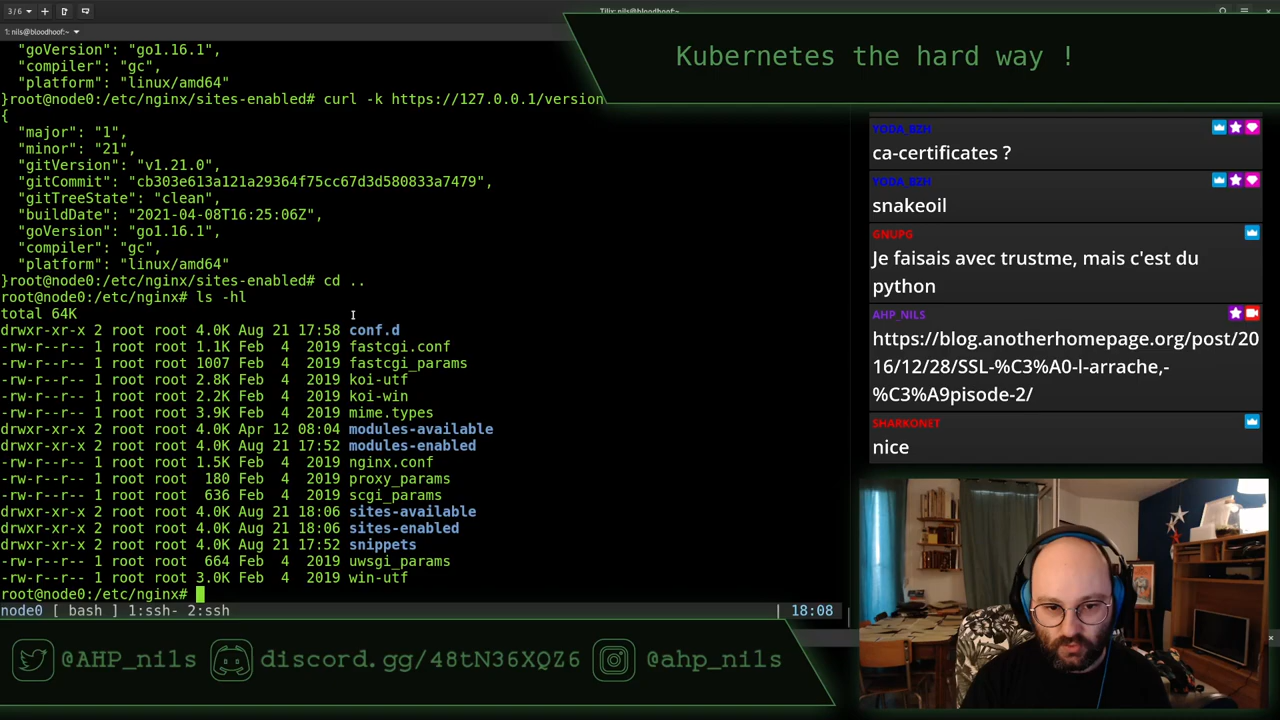 3/6
Tilix: nils@bloodhoof:~
1: nils@bloodhoof:~
"goVersion": "go1.16.1",
"compiler": "gc",
"platform": "linux/amd64"
}root@node0:/etc/nginx/sites-enabled# curl -k https://127.0.0.1/version
{
"major": "1",
"minor": "21",
"gitVersion": "v1.21.0",
"gitCommit": "cb303e613a121a29364f75cc67d3d580833a7479",
"gitTreeState": "clean",
"buildDate": "2021-04-08T16:25:06Z",
"goVersion": "go1.16.1",
"compiler": "gc",
"platform": "linux/amd64"
}root@node0:/etc/nginx/sites-enabled# cd ..
root@node0:/etc/nginx# ls -hl
total 64K
drwxr-xr-x 2 root root 4.0K Aug 21 17:58 conf.d
-rw-r--r-- 1 root root 1.1K Feb  4  2019 fastcgi.conf
-rw-r--r-- 1 root root 1007 Feb  4  2019 fastcgi_params
-rw-r--r-- 1 root root 2.8K Feb  4  2019 koi-utf
-rw-r--r-- 1 root root 2.2K Feb  4  2019 koi-win
-rw-r--r-- 1 root root 3.9K Feb  4  2019 mime.types
drwxr-xr-x 2 root root 4.0K Apr 12 08:04 modules-available
drwxr-xr-x 2 root root 4.0K Aug 21 17:52 modules-enabled
-rw-r--r-- 1 root root 1.5K Feb  4  2019 nginx.conf
-rw-r--r-- 1 root root  180 Feb  4  2019 proxy_params
-rw-r--r-- 1 root root  636 Feb  4  2019 scgi_params
drwxr-xr-x 2 root root 4.0K Aug 21 18:06 sites-available
drwxr-xr-x 2 root root 4.0K Aug 21 18:06 sites-enabled
drwxr-xr-x 2 root root 4.0K Aug 21 17:52 snippets
-rw-r--r-- 1 root root  664 Feb  4  2019 uwsgi_params
-rw-r--r-- 1 root root 3.0K Feb  4  2019 win-utf
root@node0:/etc/nginx#
node0 [ bash ] 1:ssh- 2:ssh | 18:08
Kubernetes the hard way !
YODA_BZH
ca-certificates ?
YODA_BZH
snakeoil
GNUPG
Je faisais avec trustme, mais c'est du
python
AHP_NILS
https://blog.anotherhomepage.org/post/20
16/12/28/SSL-%C3%A0-l-arrache,-
%C3%A9pisode-2/
SHARKONET
nice
@AHP_nils discord.gg/48tN36XQZ6 @ahp_nils